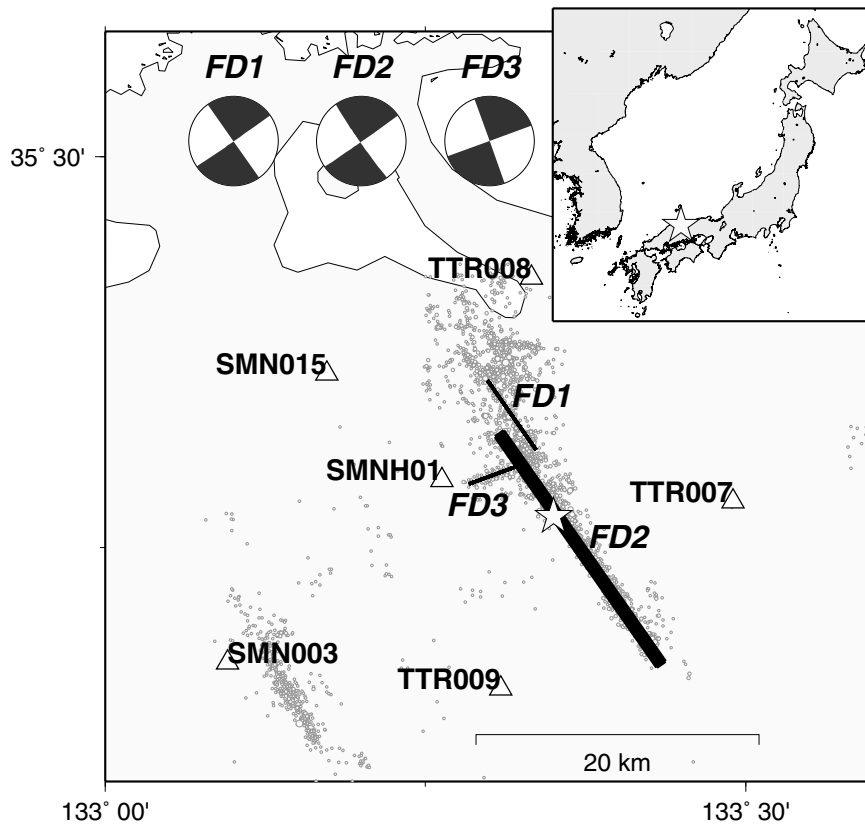 FD1 FD2 FD3
35° 30'
TTR008
SMN015
FD1
SMNH01
FD3
TTR007
FD2
SMN003
TTR009
20 km
133° 00'
133° 30'